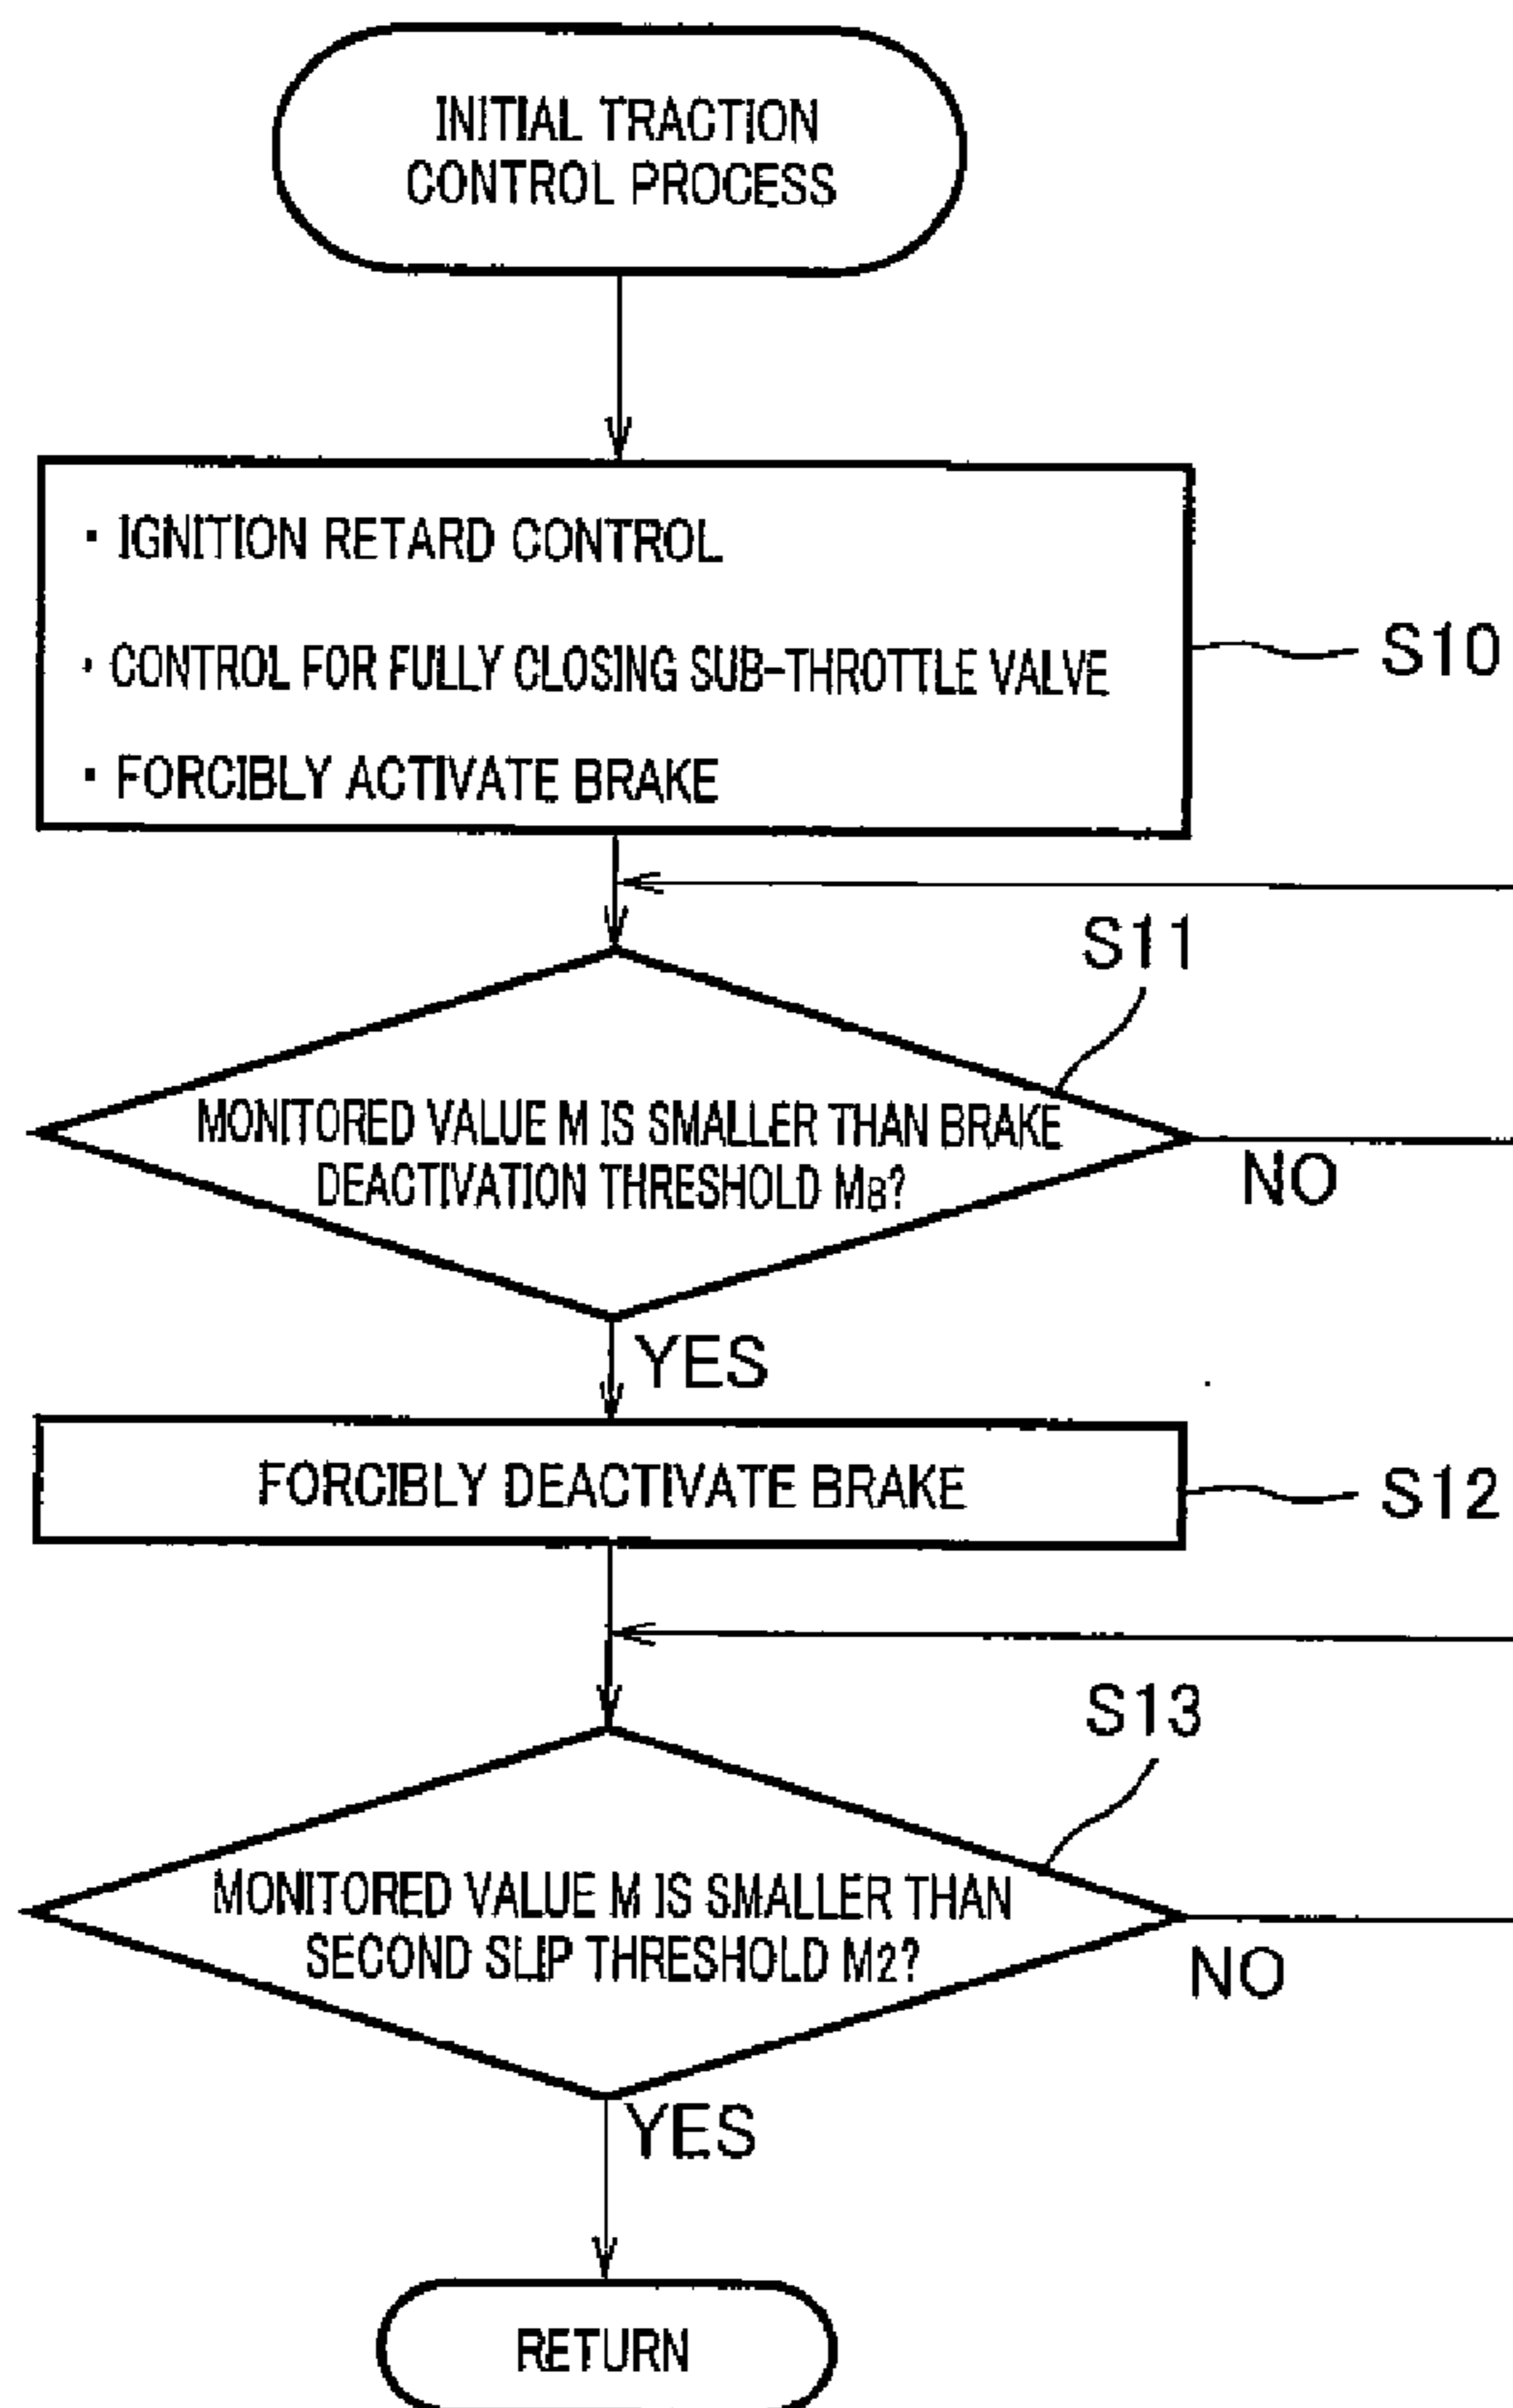 INITIAL TRACTION
CONTROL PROCESS
・IGNITION RETARD CONTROL
・CONTROL FOR FULLY CLOSING SUB-THROTTLE VALVE
・FORCIBLY ACTIVATE BRAKE
S10
S11
MONITORED VALUE M IS SMALLER THAN BRAKE
DEACTIVATION THRESHOLD MB?
NO
YES
FORCIBLY DEACTIVATE BRAKE
S12
S13
MONITORED VALUE M IS SMALLER THAN
SECOND SLIP THRESHOLD M2?
NO
YES
RETURN